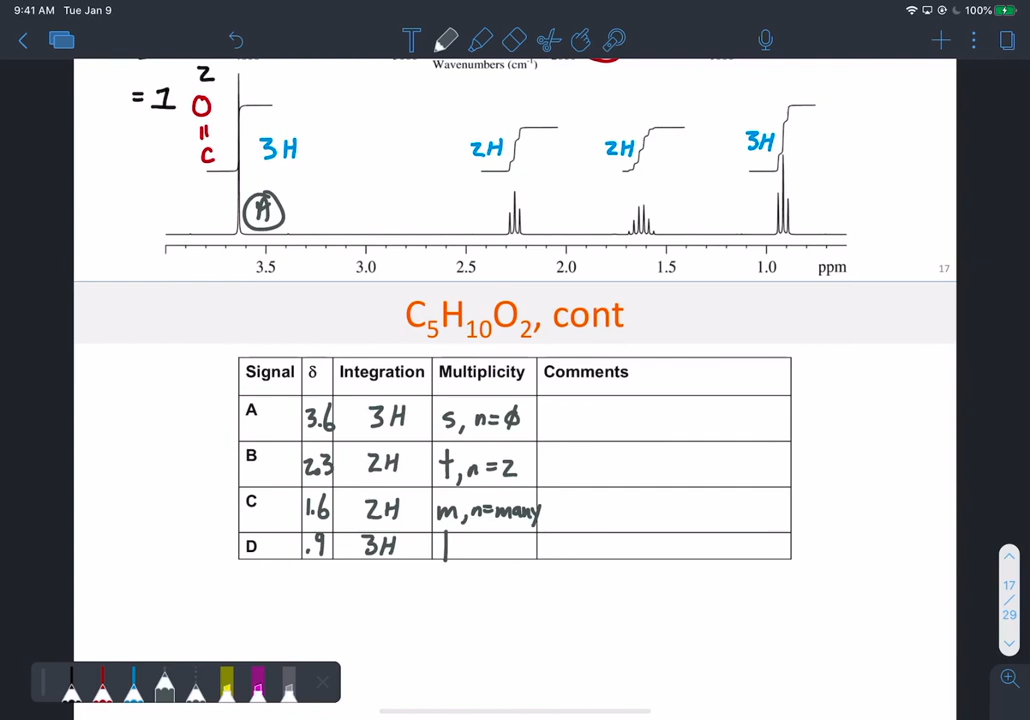 9:41 AM Tue Jan 9
100%
Wavenumbers (cm⁻¹)
2
= 1
O
=
C
3H
2H
2H
3H
A
3.5 3.0 2.5 2.0 1.5 1.0 ppm
17
C₅H₁₀O₂, cont
Signal δ Integration Multiplicity Comments
A 3.6 3H s, n=ϕ
B 2.3 2H t, n=2
C 1.6 2H m, n=many
D .9 3H
17
/
29